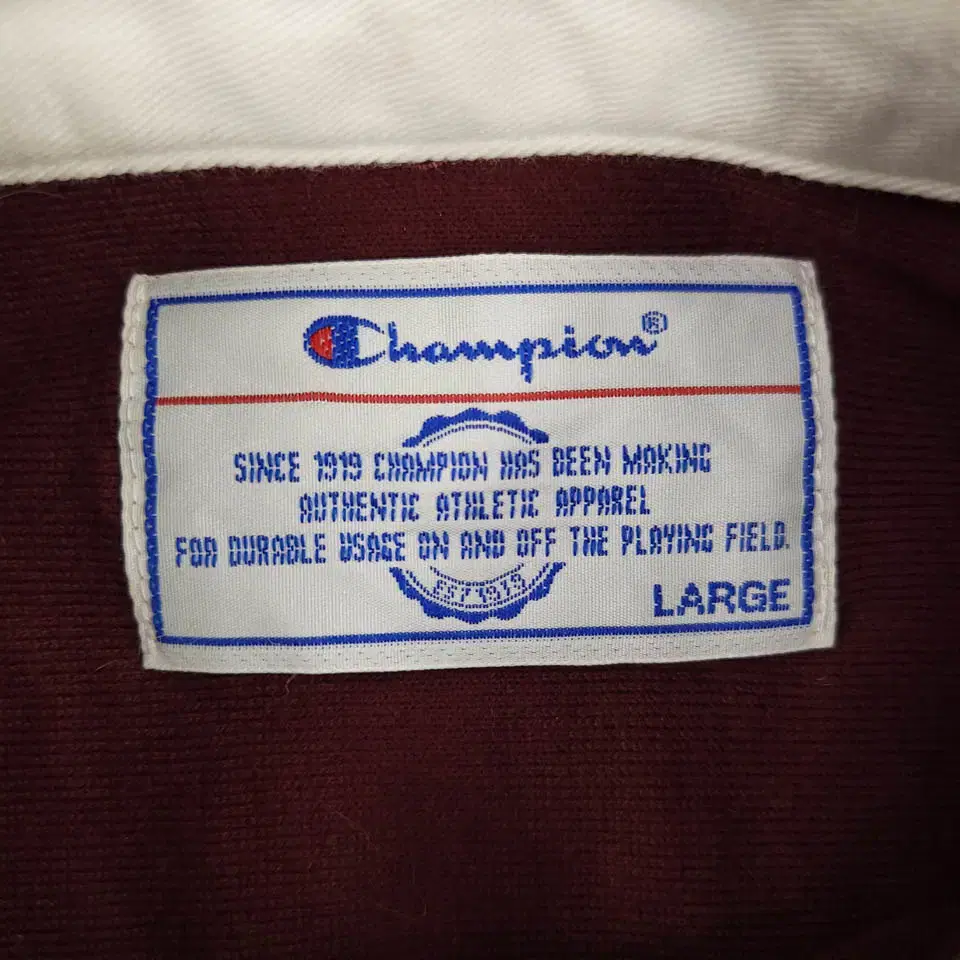 Champion®
SINCE 1919 CHAMPION HAS BEEN MAKING
AUTHENTIC ATHLETIC APPAREL
FOR DURABLE USAGE ON AND OFF THE PLAYING FIELD.
EST 1919
LARGE